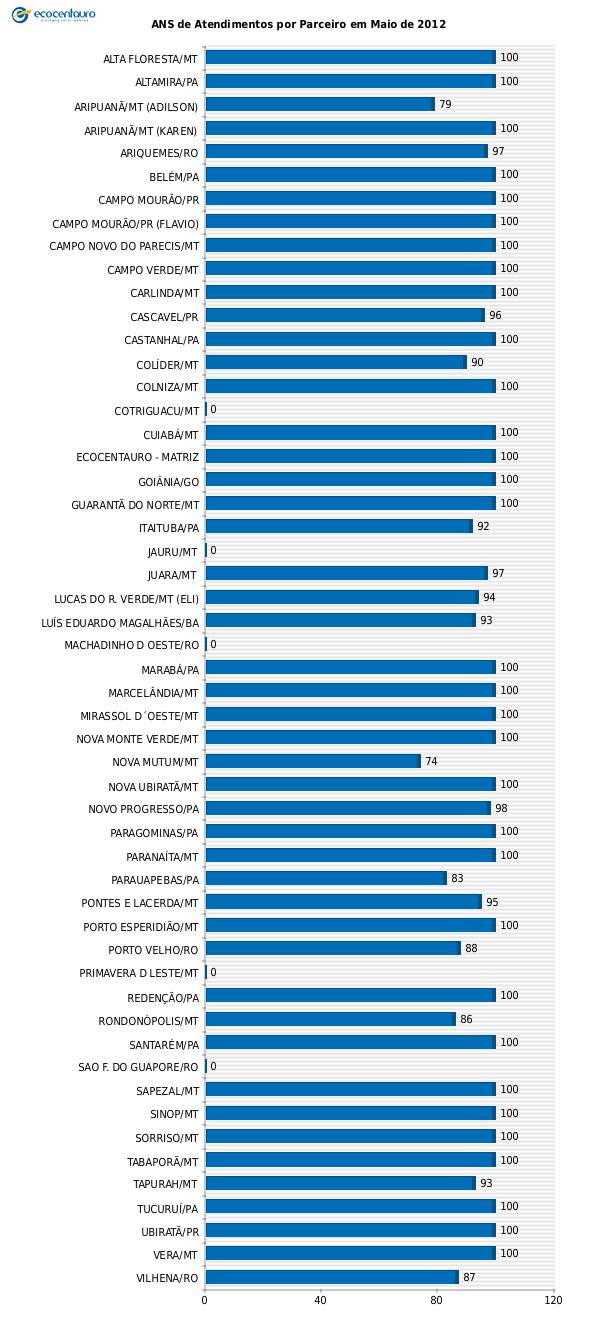 ecocentauro
ANS de Atendimentos por Parceiro em Maio de 2012
ALTA FLORESTA/MT 100
ALTAMIRA/PA 100
ARIPUANÃ/MT (ADILSON) 79
ARIPUANÃ/MT (KAREN) 100
ARIQUEMES/RO 97
BELÉM/PA 100
CAMPO MOURÃO/PR 100
CAMPO MOURÃO/PR (FLAVIO) 100
CAMPO NOVO DO PARECIS/MT 100
CAMPO VERDE/MT 100
CARLINDA/MT 100
CASCAVEL/PR 96
CASTANHAL/PA 100
COLÍDER/MT 90
COLNIZA/MT 100
COTRIGUACU/MT 0
CUIABÁ/MT 100
ECOCENTAURO - MATRIZ 100
GOIÂNIA/GO 100
GUARANTÃ DO NORTE/MT 100
ITAITUBA/PA 92
JAURU/MT 0
JUARA/MT 97
LUCAS DO R. VERDE/MT (ELI) 94
LUÍS EDUARDO MAGALHÃES/BA 93
MACHADINHO D OESTE/RO 0
MARABÁ/PA 100
MARCELÂNDIA/MT 100
MIRASSOL D´OESTE/MT 100
NOVA MONTE VERDE/MT 100
NOVA MUTUM/MT 74
NOVA UBIRATÃ/MT 100
NOVO PROGRESSO/PA 98
PARAGOMINAS/PA 100
PARANAÍTA/MT 100
PARAUAPEBAS/PA 83
PONTES E LACERDA/MT 95
PORTO ESPERIDIÃO/MT 100
PORTO VELHO/RO 88
PRIMAVERA D LESTE/MT 0
REDENÇÃO/PA 100
RONDONÓPOLIS/MT 86
SANTARÉM/PA 100
SAO F. DO GUAPORE/RO 0
SAPEZAL/MT 100
SINOP/MT 100
SORRISO/MT 100
TABAPORÃ/MT 100
TAPURAH/MT 93
TUCURUÍ/PA 100
UBIRATÃ/PR 100
VERA/MT 100
VILHENA/RO 87
0 40 80 120